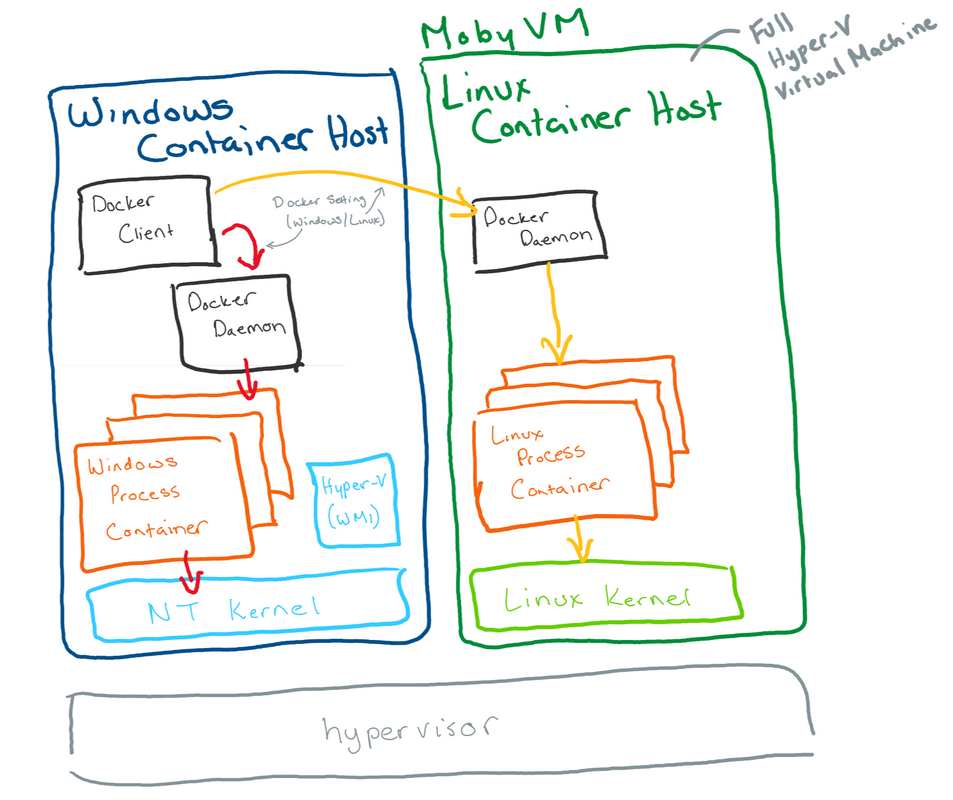 Moby VM
Full
Hyper-V
Virtual Machine
Windows
Container Host
Linux
Container Host
Docker
Client
Docker Setting
(Windows/Linux)
Docker
Daemon
Docker
Daemon
Windows
Process
Container
Hyper-V
(WMI)
Linux
Process
Container
NT Kernel
Linux Kernel
hypervisor